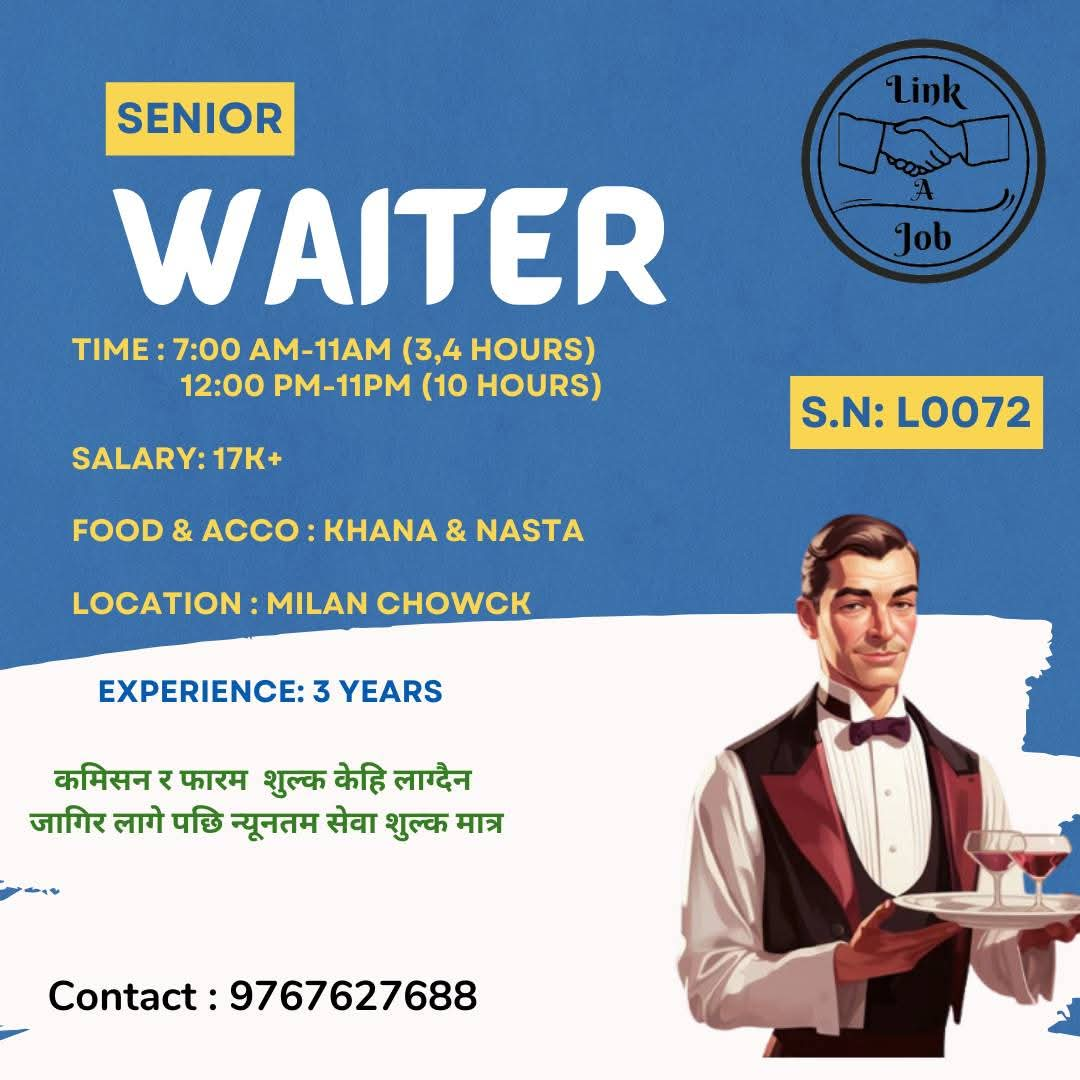 Link
A
Job
SENIOR
WAITER
TIME : 7:00 AM-11AM (3,4 HOURS)
12:00 PM-11PM (10 HOURS)
S.N: L0072
SALARY: 17K+
FOOD & ACCO : KHANA & NASTA
LOCATION : MILAN CHOWCK
EXPERIENCE: 3 YEARS
कमिसन र फारम शुल्क केहि लाग्दैन
जागिर लागे पछि न्यूनतम सेवा शुल्क मात्र
Contact : 9767627688